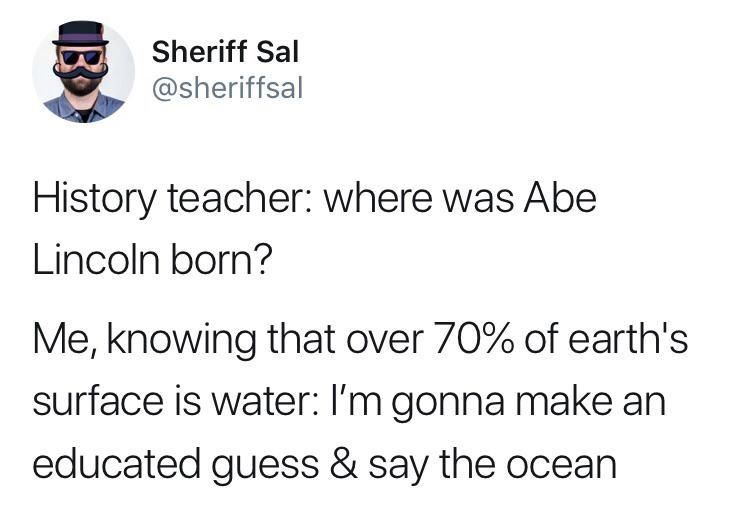 Sheriff Sal
@sheriffsal
History teacher: where was Abe
Lincoln born?
Me, knowing that over 70% of earth's
surface is water: I’m gonna make an
educated guess & say the ocean